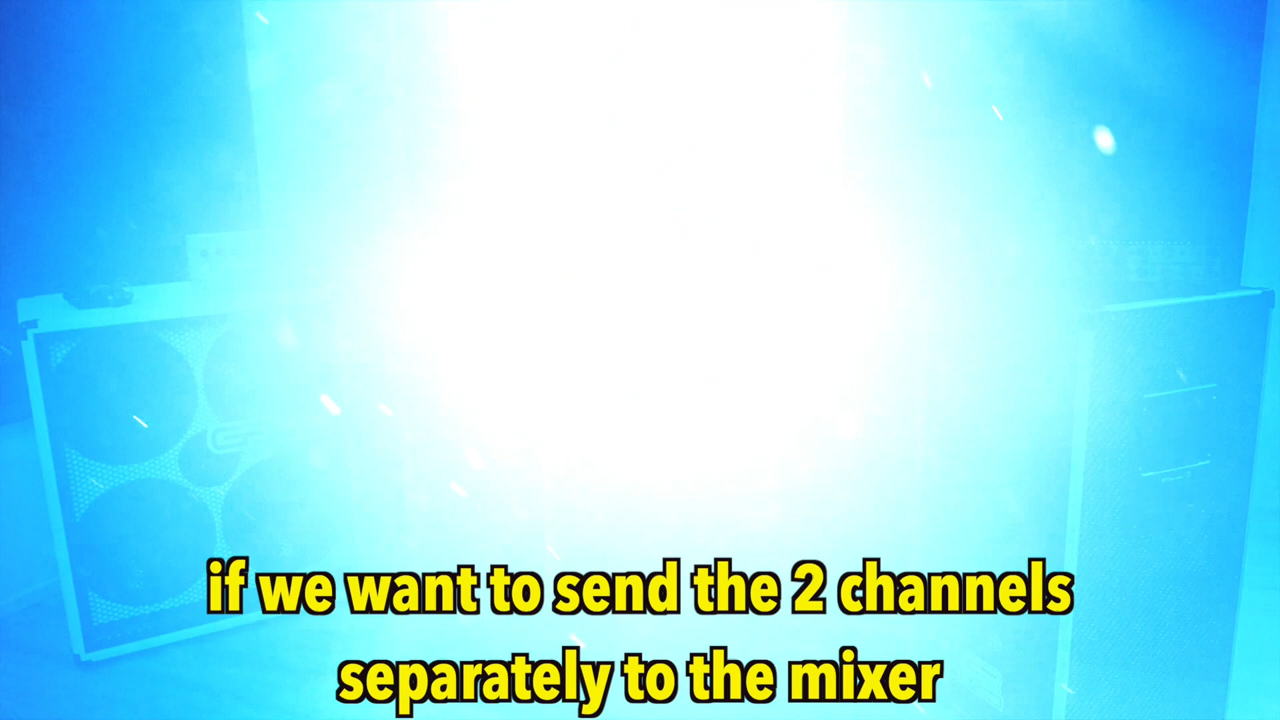 if we want to send the 2 channels
separately to the mixer